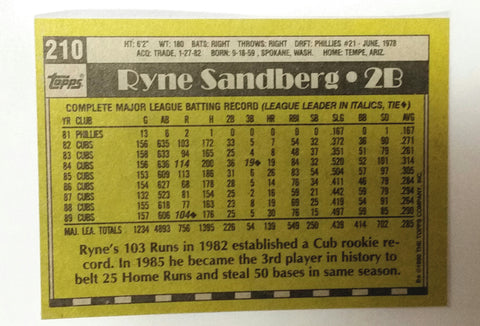 210
HT: 6'2" WT: 180 BATS: RIGHT THROWS: RIGHT DRFT: PHILLIES #21 - JUNE, 1978
ACQ: TRADE, 1-27-82 BORN: 9-18-59, SPOKANE, WASH. HOME: TEMPE, ARIZ.
Topps
Ryne Sandberg • 2B
COMPLETE MAJOR LEAGUE BATTING RECORD (LEAGUE LEADER IN ITALICS, TIE♦)
YR CLUB G AB R H 2B 3B HR RBI SB SLG BB SO AVG
81 PHILLIES 13 6 2 1 0 0 0 0 0 .167 0 1 .167
82 CUBS 156 635 103 172 33 5 7 54 32 .372 36 90 .271
83 CUBS 158 633 94 165 25 4 8 48 37 .351 51 79 .261
84 CUBS 156 636 114 200 36 19♦ 19 84 32 .520 52 101 .314
85 CUBS 153 609 113 186 31 6 26 83 54 .504 57 97 .305
86 CUBS 154 627 68 178 28 5 14 76 34 .411 46 79 .284
87 CUBS 132 523 81 154 25 2 16 59 21 .442 59 79 .294
88 CUBS 155 618 77 163 23 8 19 69 25 .419 54 91 .264
89 CUBS 157 606 104♦ 176 25 5 30 76 15 .497 59 85 .290
MAJ. LEA. TOTALS 1234 4893 756 1395 226 54 139 549 250 .439 414 702 .285
Ryne's 103 Runs in 1982 established a Cub rookie re-
cord. In 1985 he became the 3rd player in history to
belt 25 Home Runs and steal 50 bases in same season.
©1990 THE TOPPS COMPANY, INC.